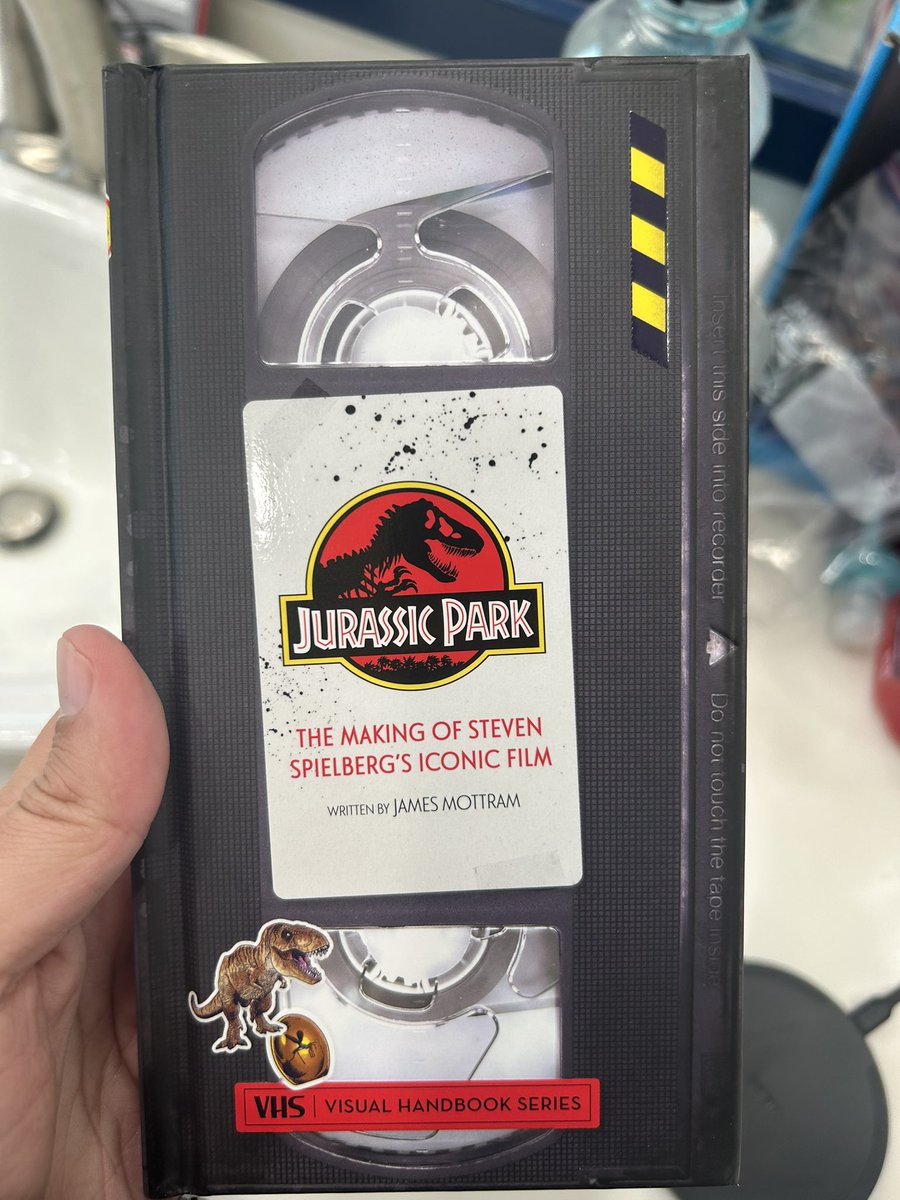 JURASSIC PARK
THE MAKING OF STEVEN
SPIELBERG'S ICONIC FILM
WRITTEN BY JAMES MOTTRAM
VHS | VISUAL HANDBOOK SERIES
Insert this side into recorder
Do not touch the tape inside